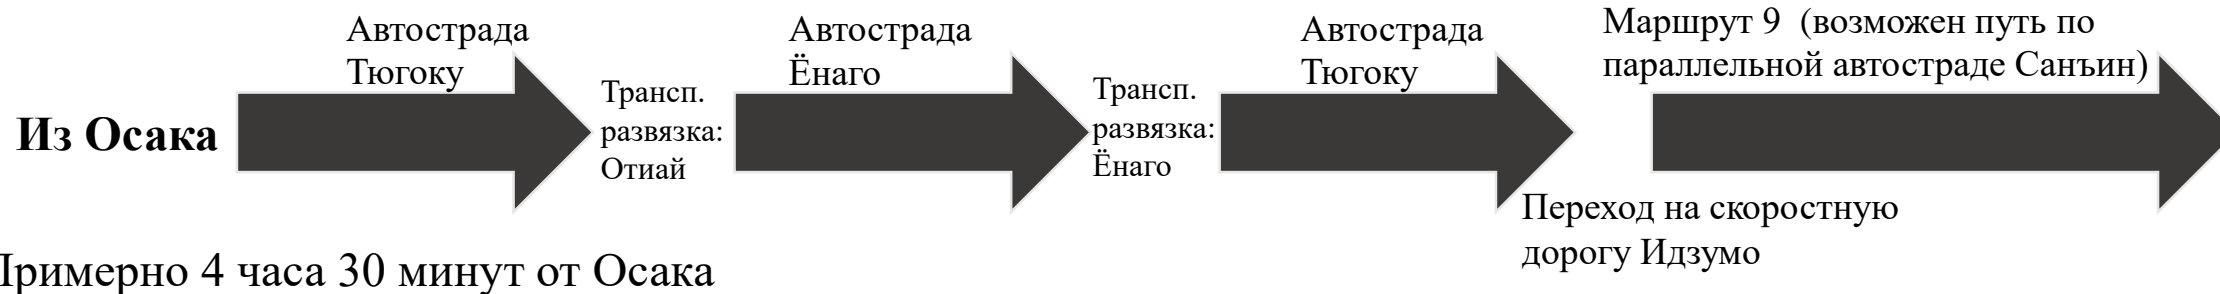 Из Осака
Автострада
Тюгоку
Трансп.
развязка:
Отиай
Автострада
Ёнаго
Трансп.
развязка:
Ёнаго
Автострада
Тюгоку
Переход на скоростную
дорогу Идзумо
Маршрут 9 (возможен путь по
параллельной автостраде Санъин)
Примерно 4 часа 30 минут от Осака